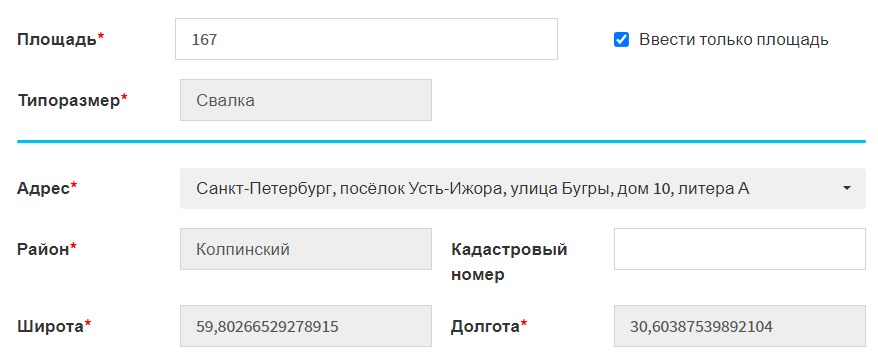 Площадь* 167 Ввести только площадь
Типоразмер* Свалка
Адрес* Санкт-Петербург, посёлок Усть-Ижора, улица Бугры, дом 10, литера А
Район* Колпинский Кадастровый
номер
Широта* 59,80266529278915 Долгота* 30,60387539892104